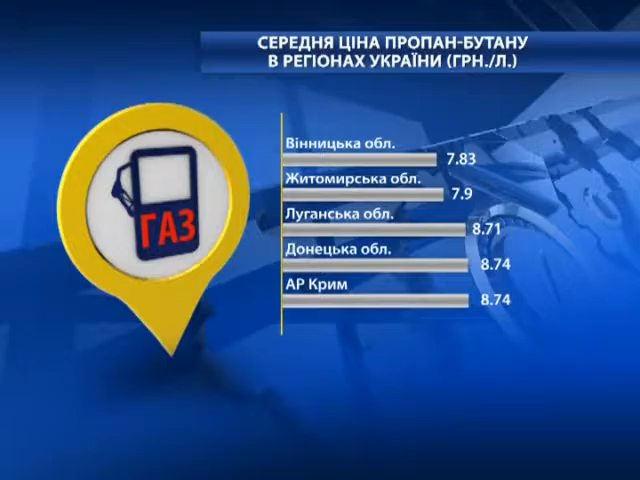 СЕРЕДНЯ ЦІНА ПРОПАН-БУТАНУ
В РЕГІОНАХ УКРАЇНИ (ГРН./Л.)
ГАЗ
Вінницька обл.
7.83
Житомирська обл.
7.9
Луганська обл.
8.71
Донецька обл.
8.74
АР Крим
8.74